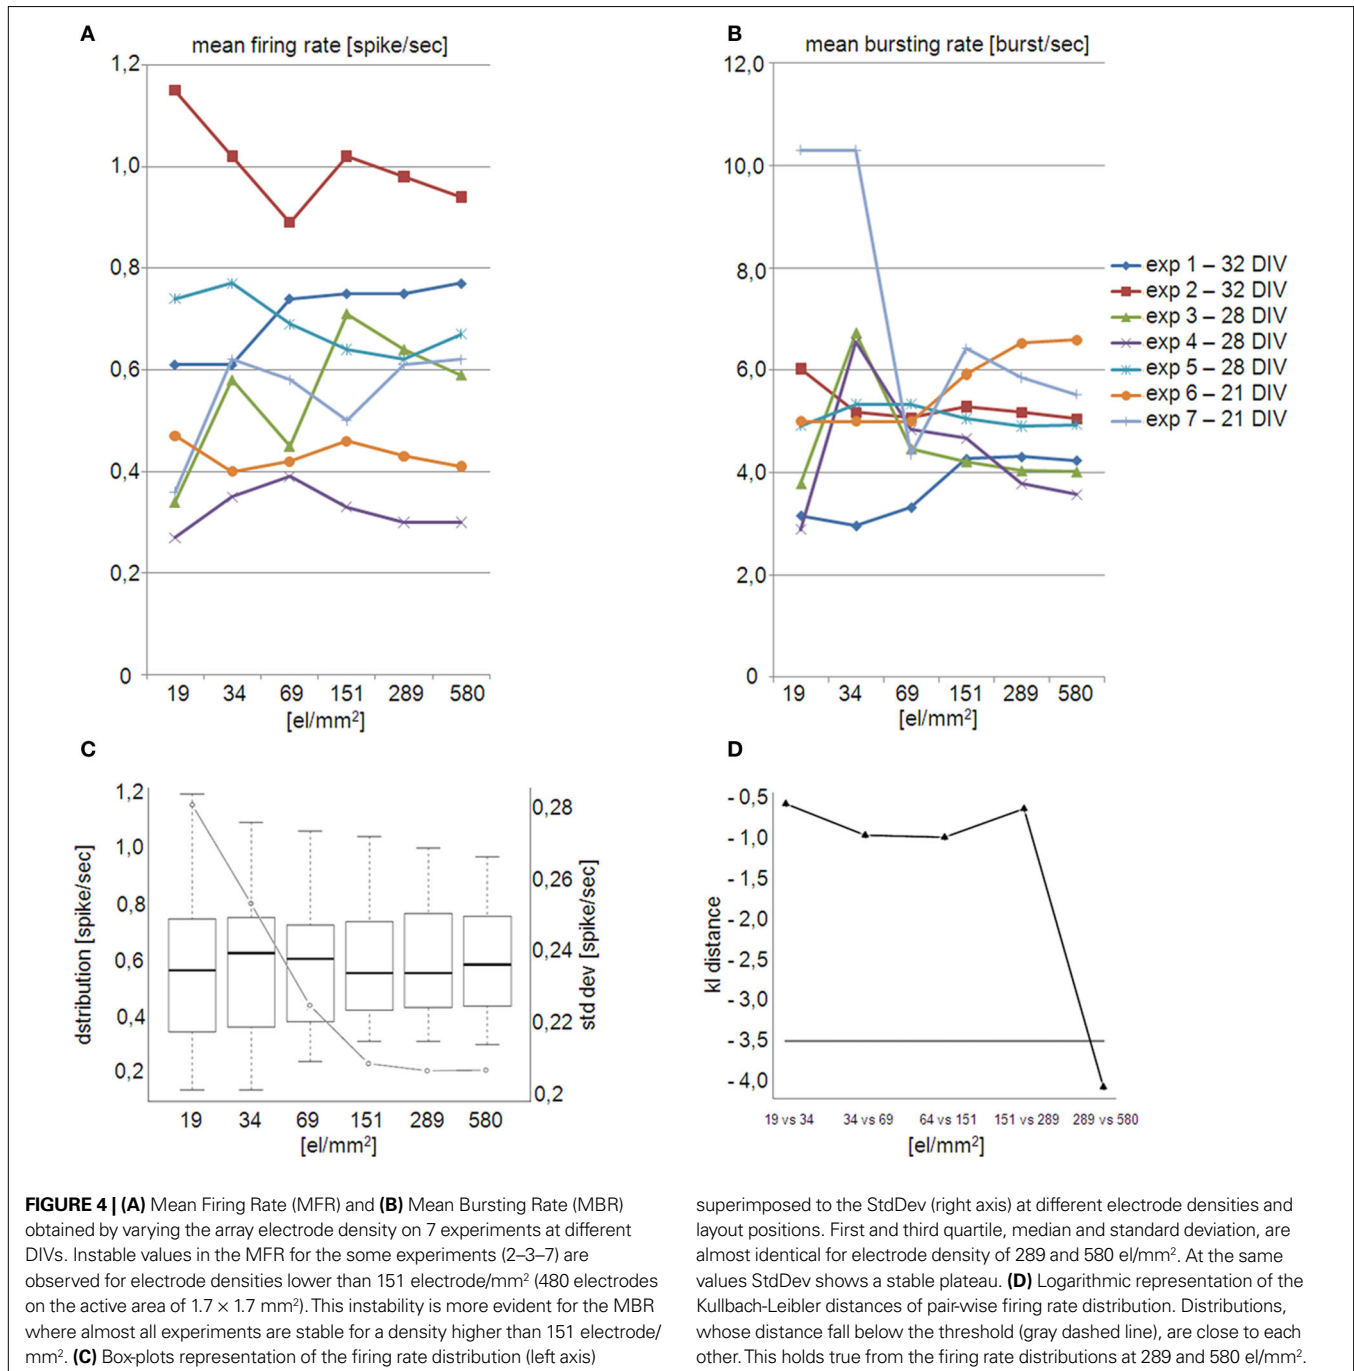 A
mean firing rate [spike/sec]
1,2
1,0
0,8
0,6
0,4
0,2
0
19 34 69 151 289 580
[el/mm²]
B
mean bursting rate [burst/sec]
12,0
10,0
8,0
6,0
4,0
2,0
0
19 34 69 151 289 580
[el/mm²]
exp 1 – 32 DIV
exp 2 – 32 DIV
exp 3 – 28 DIV
exp 4 – 28 DIV
exp 5 – 28 DIV
exp 6 – 21 DIV
exp 7 – 21 DIV
C
dstribution [spike/sec]
1,2
1,0
0,8
0,6
0,4
0,2
0,28
0,26
0,24
0,22
0,2
std dev [spike/sec]
19 34 69 151 289 580
[el/mm²]
D
kl distance
- 0,5
- 1,0
- 1,5
- 2,0
- 2,5
- 3,0
- 3,5
- 4,0
19 vs 34 34 vs 69 64 vs 151 151 vs 289 289 vs 580
[el/mm²]
FIGURE 4 | (A) Mean Firing Rate (MFR) and (B) Mean Bursting Rate (MBR)
obtained by varying the array electrode density on 7 experiments at different
DIVs. Instable values in the MFR for the some experiments (2–3–7) are
observed for electrode densities lower than 151 electrode/mm² (480 electrodes
on the active area of 1.7 × 1.7 mm²). This instability is more evident for the MBR
where almost all experiments are stable for a density higher than 151 electrode/
mm². (C) Box-plots representation of the firing rate distribution (left axis)
superimposed to the StdDev (right axis) at different electrode densities and
layout positions. First and third quartile, median and standard deviation, are
almost identical for electrode density of 289 and 580 el/mm². At the same
values StdDev shows a stable plateau. (D) Logarithmic representation of the
Kullbach-Leibler distances of pair-wise firing rate distribution. Distributions,
whose distance fall below the threshold (gray dashed line), are close to each
other. This holds true from the firing rate distributions at 289 and 580 el/mm².